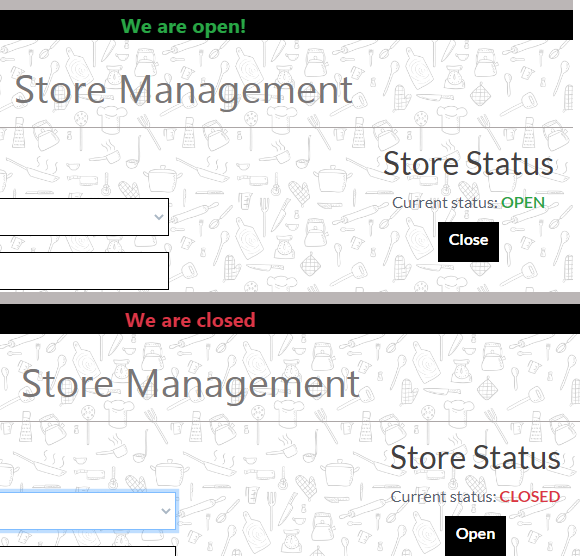 We are open!
Store Management
Store Status
Current status: OPEN
Close
We are closed
Store Management
Store Status
Current status: CLOSED
Open